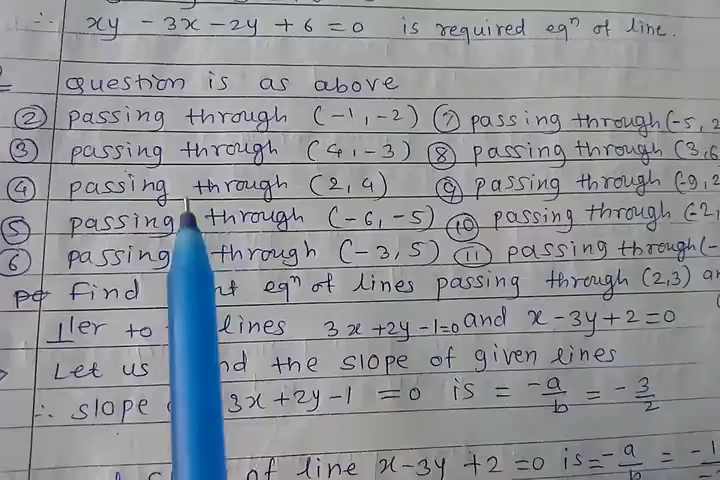 ∴ xy - 3x - 2y + 6 = 0 is required eqⁿ of line.
question is as above
② passing through (-1, -2) ⑦ passing through (-5, 2
③ passing through (4, -3) ⑧ passing through (3, 6
④ passing through (2, 4) ⑨ passing through (-9, 2
⑤ passing through (-6, -5) ⑩ passing through (-2,
⑥ passing through (-3, 5) ⑪ passing through (-
Find eqⁿ of lines passing through (2,3) an
⊥er to lines 3x+2y-1=0 and x-3y+2=0
Let us the slope of given lines
∴ slope 3x+2y-1 =0 is = -a/b = -3/2
of line x-3y+2=0 is = -a/b = -1